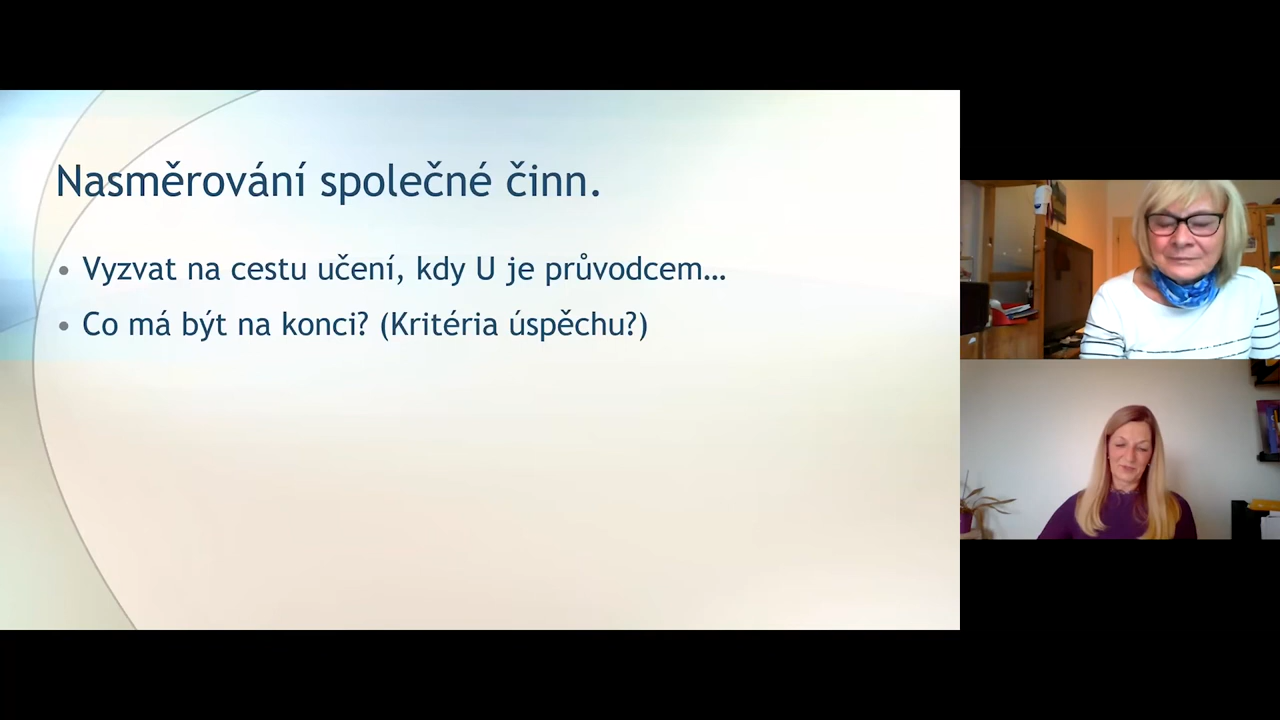 Nasměrování společné činn.
• Vyzvat na cestu učení, kdy U je průvodcem…
• Co má být na konci? (Kritéria úspěchu?)